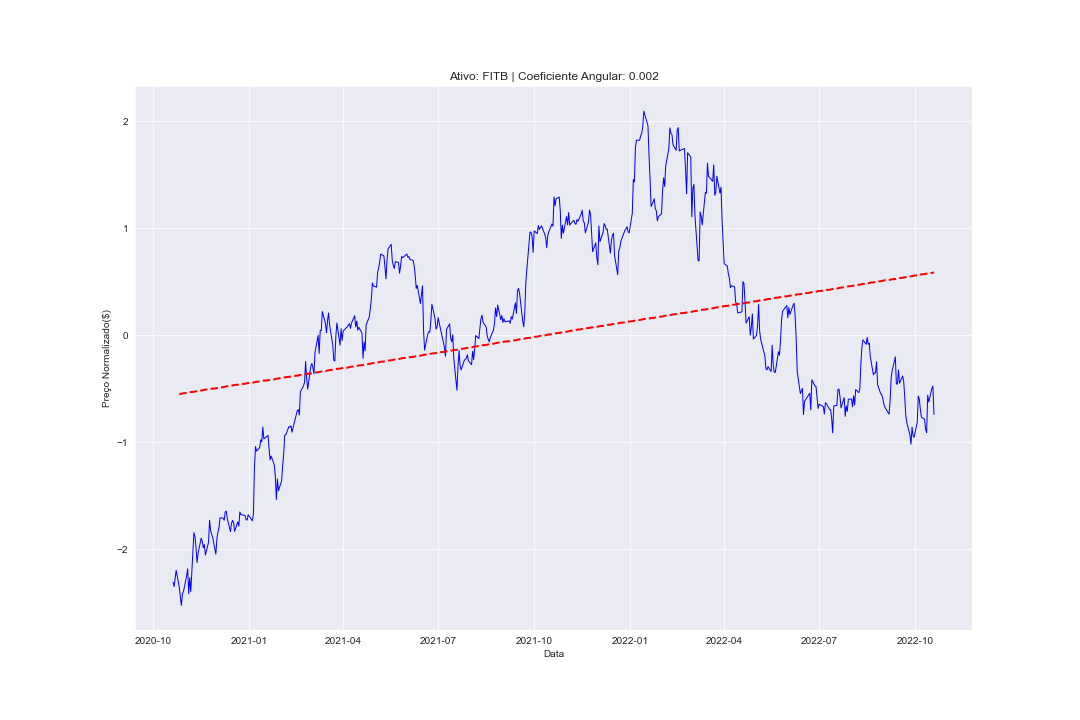 Ativo: FITB | Coeficiente Angular: 0.002
Preço Normalizado($)
2
1
0
−1
−2
2020-10 2021-01 2021-04 2021-07 2021-10 2022-01 2022-04 2022-07 2022-10
Data